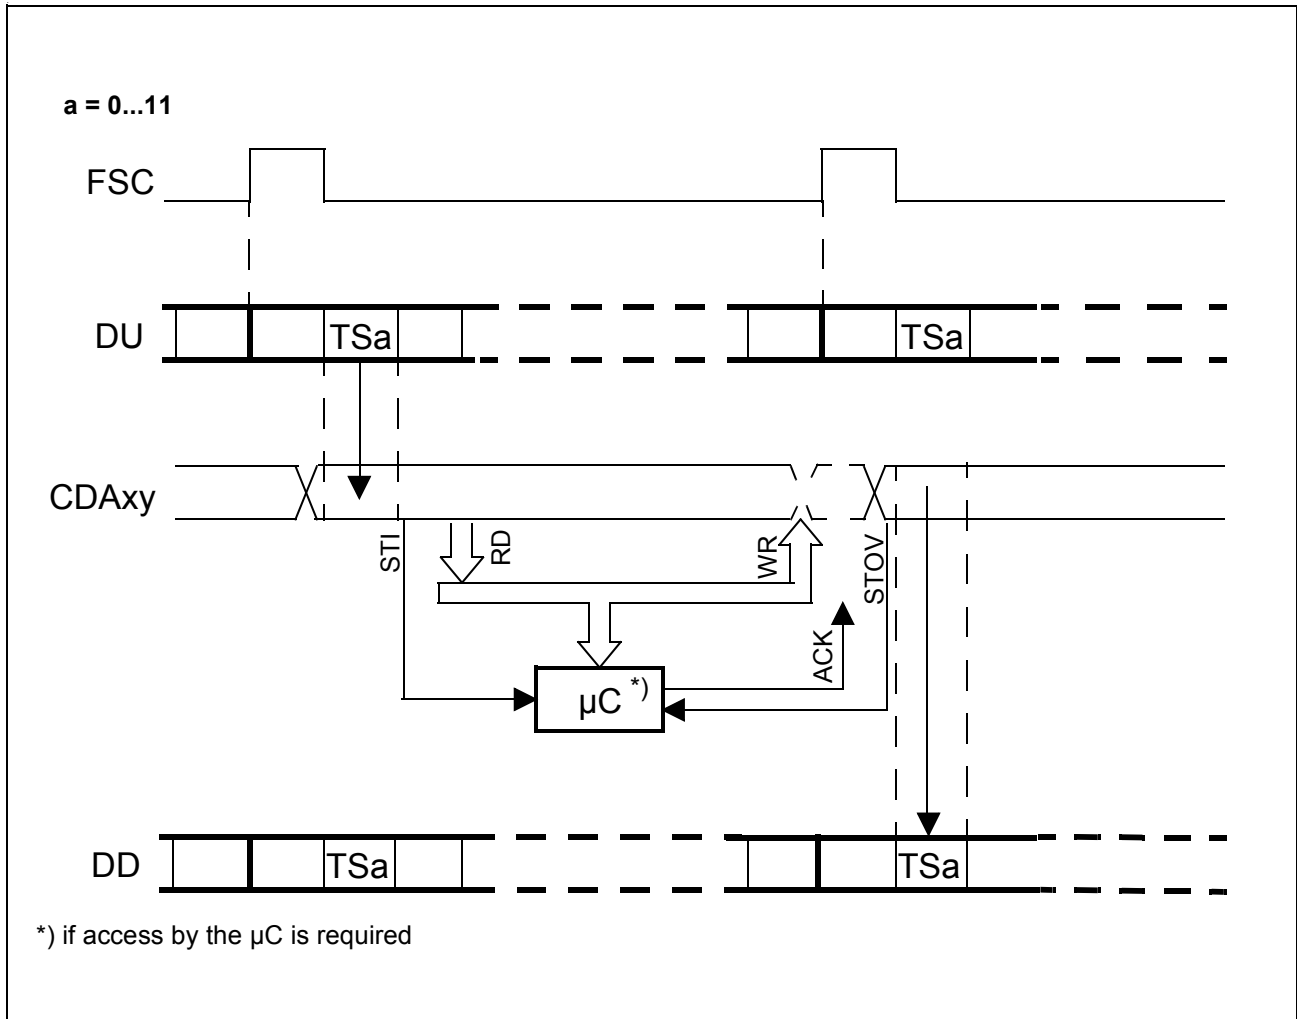 a = 0...11
FSC
DU
TSa
TSa
CDAxy
STI
RD
WR
STOV
ACK
µC *)
DD
TSa
TSa
*) if access by the µC is required